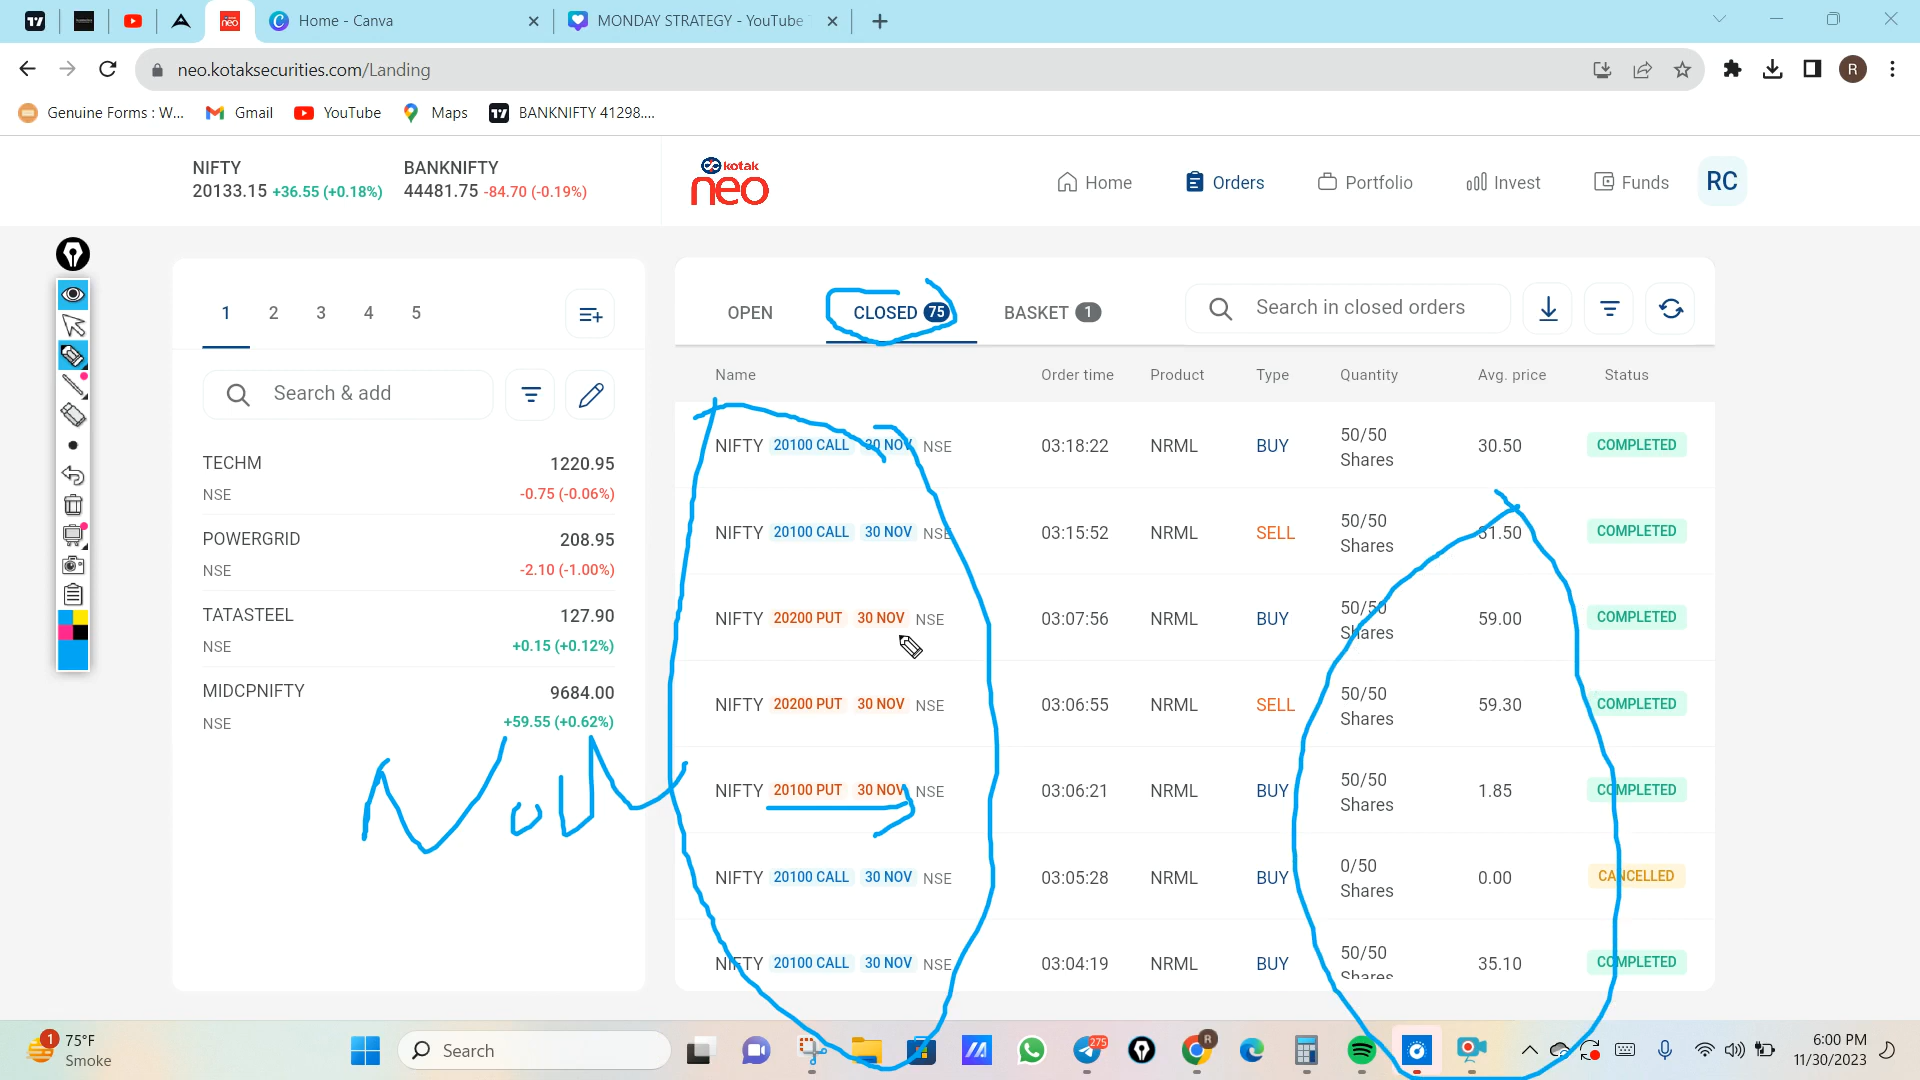 Home - Canva
MONDAY STRATEGY - YouTube
neo.kotaksecurities.com/Landing
R
Genuine Forms : W...
Gmail
YouTube
Maps
BANKNIFTY 41298....
NIFTY
20133.15 +36.55 (+0.18%)
BANKNIFTY
44481.75 -84.70 (-0.19%)
kotak
neo
Home
Orders
Portfolio
Invest
Funds
RC
1 2 3 4 5
Search & add
TECHM 1220.95
NSE -0.75 (-0.06%)
POWERGRID 208.95
NSE -2.10 (-1.00%)
TATASTEEL 127.90
NSE +0.15 (+0.12%)
MIDCPNIFTY 9684.00
NSE +59.55 (+0.62%)
OPEN CLOSED 75 BASKET 1
Search in closed orders
Name Order time Product Type Quantity Avg. price Status
NIFTY 20100 CALL 30 NOV NSE 03:18:22 NRML BUY 50/50 Shares 30.50 COMPLETED
NIFTY 20100 CALL 30 NOV NSE 03:15:52 NRML SELL 50/50 Shares 31.50 COMPLETED
NIFTY 20200 PUT 30 NOV NSE 03:07:56 NRML BUY 50/50 Shares 59.00 COMPLETED
NIFTY 20200 PUT 30 NOV NSE 03:06:55 NRML SELL 50/50 Shares 59.30 COMPLETED
NIFTY 20100 PUT 30 NOV NSE 03:06:21 NRML BUY 50/50 Shares 1.85 COMPLETED
NIFTY 20100 CALL 30 NOV NSE 03:05:28 NRML BUY 0/50 Shares 0.00 CANCELLED
NIFTY 20100 CALL 30 NOV NSE 03:04:19 NRML BUY 50/50 Shares 35.10 COMPLETED
1
75°F
Smoke
Search
275
R
6:00 PM
11/30/2023